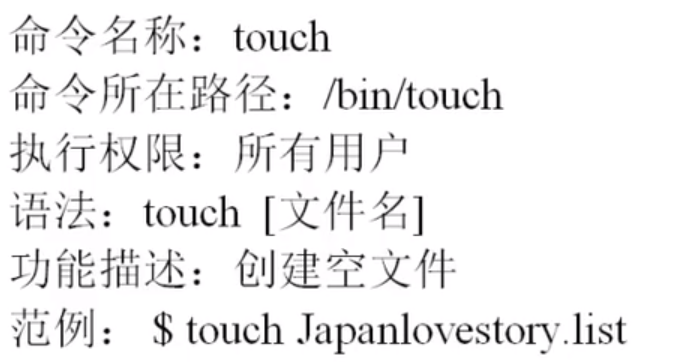 命令名称：touch
命令所在路径：/bin/touch
执行权限：所有用户
语法：touch [文件名]
功能描述：创建空文件
范例： $ touch Japanlovestory.list